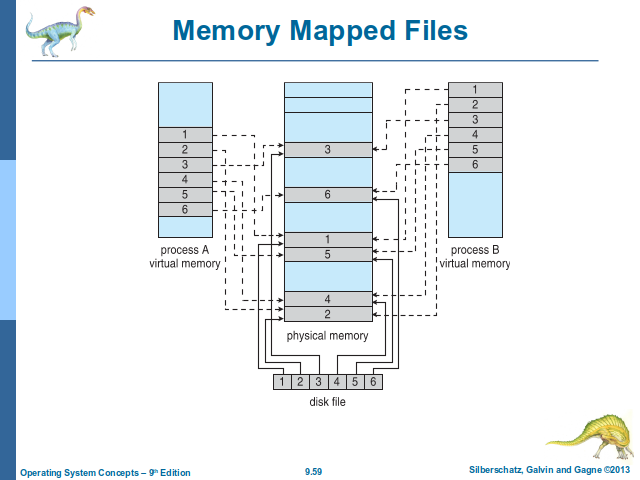 Memory Mapped Files
1
2
3
4
5
6
process A
virtual memory
3
6
1
5
4
2
physical memory
1
2
3
4
5
6
process B
virtual memory
1 2 3 4 5 6
disk file
Operating System Concepts – 9th Edition
9.59
Silberschatz, Galvin and Gagne ©2013